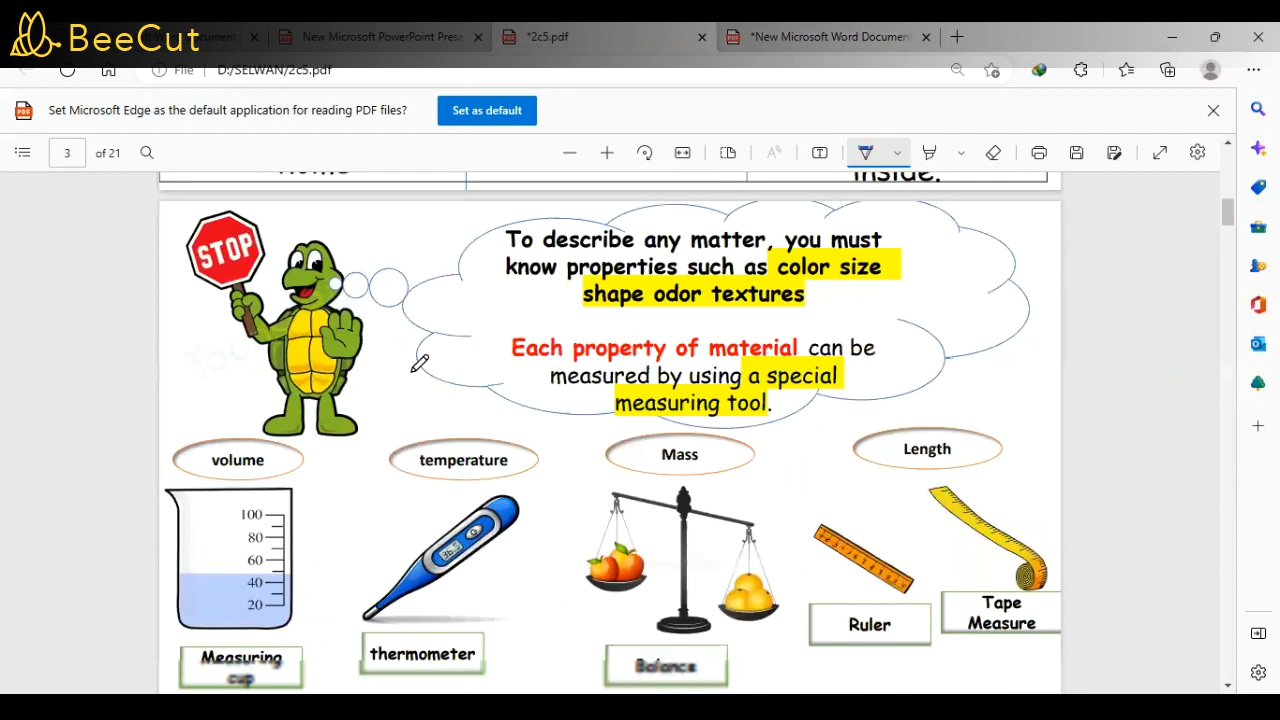 BeeCut
New Microsoft PowerPoint Prese
*2c5.pdf
*New Microsoft Word Documen
File
D:/SELWAN/2c5.pdf
Set Microsoft Edge as the default application for reading PDF files?
Set as default
3
of 21
inside.
STOP
To describe any matter, you must
know properties such as color size
shape odor textures
Each property of material can be
measured by using a special
measuring tool.
volume
temperature
Mass
Length
100
80
60
40
20
36.5
Measuring
cup
thermometer
Balance
Ruler
Tape
Measure